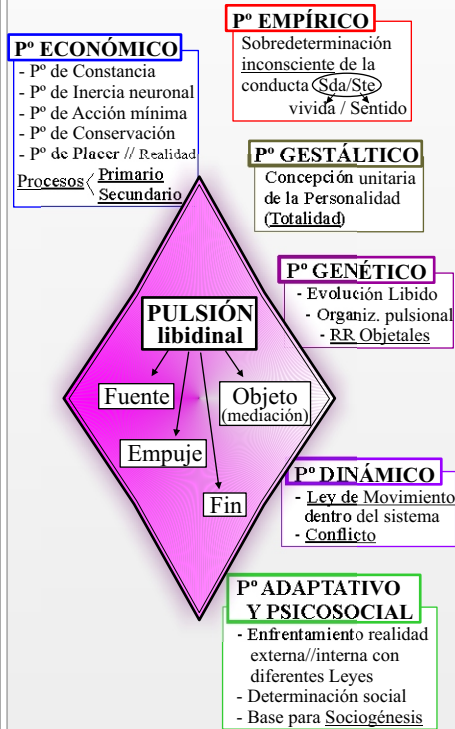 Pº ECONÓMICO
- Pº de Constancia
- Pº de Inercia neuronal
- Pº de Acción mínima
- Pº de Conservación
- Pº de Placer // Realidad
Procesos Primario
Secundario
Pº EMPÍRICO
Sobredeterminación
inconsciente de la
conducta Sda/Ste
vivida / Sentido
Pº GESTÁLTICO
Concepción unitaria
de la Personalidad
(Totalidad)
Pº GENÉTICO
- Evolución Libido
- Organiz. pulsional
- RR Objetales
PULSIÓN
libidinal
Fuente
Empuje
Fin
Objeto
(mediación)
Pº DINÁMICO
- Ley de Movimiento
dentro del sistema
- Conflicto
Pº ADAPTATIVO
Y PSICOSOCIAL
- Enfrentamiento realidad
externa//interna con
diferentes Leyes
- Determinación social
- Base para Sociogénesis